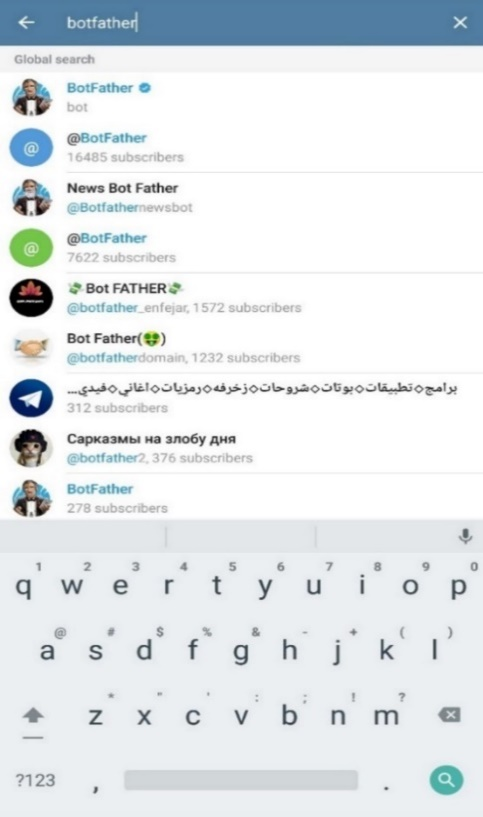 botfather
Global search
BotFather
bot
@BotFather
16485 subscribers
News Bot Father
@Botfathernewsbot
@BotFather
7622 subscribers
💸Bot FATHER💸
@botfather_enfejar, 1572 subscribers
Bot Father(🤑)
@botfatherdomain, 1232 subscribers
برامج◇تطبيقات◇بوتات◇شروحات◇زخرفه◇رمزيات◇اغاني◇فيدي...
312 subscribers
Сарказмы на злобу дня
@botfather2, 376 subscribers
BotFather
278 subscribers
1 2 3 4 5 6 7 8 9 0
q w e r t y u i o p
@ # $ % & - + ( )
a s d f g h j k l
* " ' : ; ! ?
z x c v b n m
?123 , .